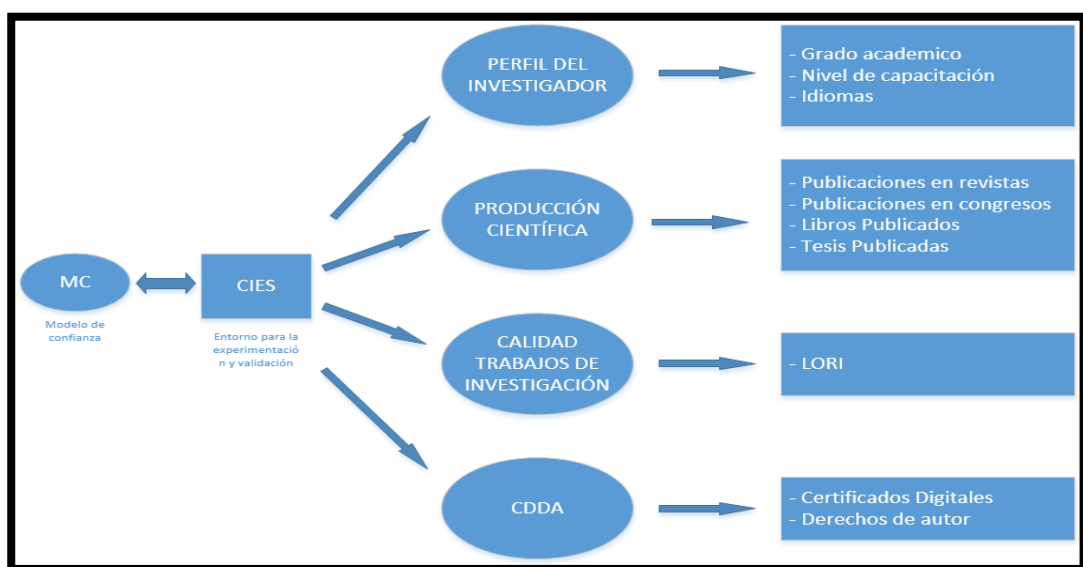 MC
Modelo de
confianza
CIES
Entorno para la
experimentació
n y validación
PERFIL DEL
INVESTIGADOR
- Grado academico
- Nivel de capacitación
- Idiomas
PRODUCCIÓN
CIENTÍFICA
- Publicaciones en revistas
- Publicaciones en congresos
- Libros Publicados
- Tesis Publicadas
CALIDAD
TRABAJOS DE
INVESTIGACIÓN
- LORI
CDDA
- Certificados Digitales
- Derechos de autor